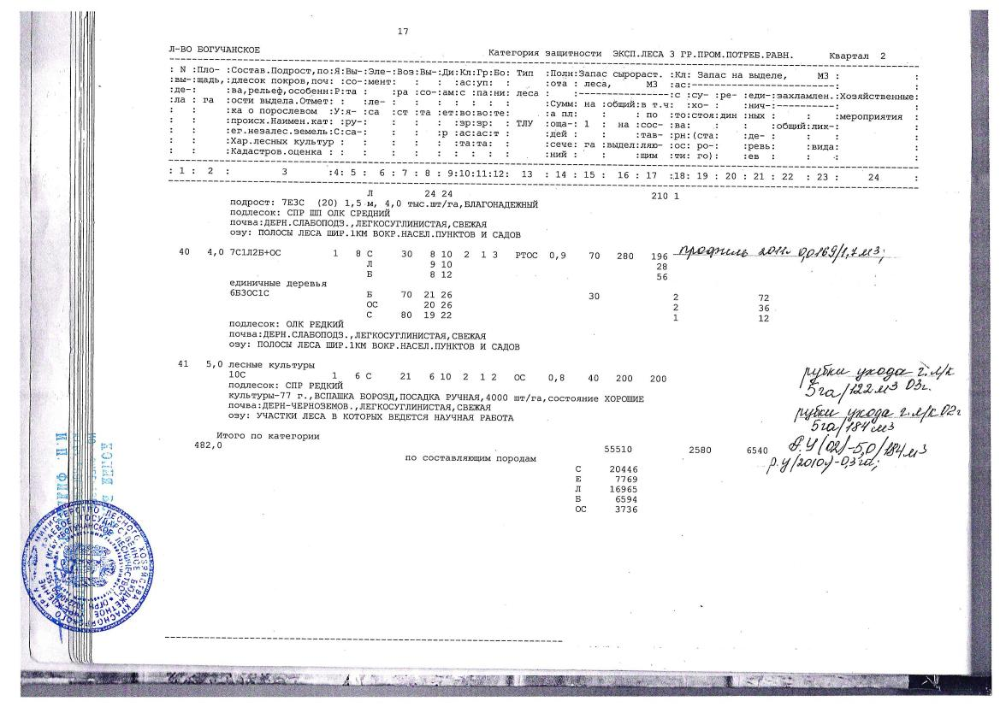 17
Л-ВО БОГУЧАНСКОЕ Категория защитности ЭКСП.ЛЕСА 3 ГР.ПРОМ.ПОТРЕБ.РАВН. Квартал 2
: N :Пло- :Состав.Подрост,по:Я:Вы-:Эле-:Воз:Вы-:Ди:Кл:Гр:Бо: Тип :Полн:Запас сырораст. :Кл: Запас на выделе, М3 : :
:вы-:щадь,:длесок покров,поч: :со-:мент: : : :ас:уп: : :ота : леса, М3 :ас:------------------------: :
:де-: :ва,рельеф,особенн:Р:та : :ра :со-:ам:с :па:ни: леса : :----------------:с :су- :ре- :еди-:захламлен.:Хозяйственные:
:ла : га :ости выдела.Отмет: : :ле- : : : : : : : :Сумм: на :общий:в т.ч: :хо- : :нич-:-----------: :
: : :ка о порослевом :У:я- :са :ст :та :ет:во:во:те: :а пл: : : по :то:стоя:дин :ных : : :мероприятия :
: : :происх.Наимен.кат: :ру-: : : : :зр:зр: : ТЛУ :оща-: 1 : на :сос- :ва: : : :общий:лик-: :
: : :ег.незалес.земель:С:са-: : : :р :ас:ас:т : :дей : : :тав- :рн:(ста: :де- : : : :
: : :Хар.лесных культур : : : : : :та:та: : :сече: га :выдел:ляю-:ос: ро- : :ревь: :вида: :
: : :Кадастров.оценка : : : : : : : : : : :ний : : :щим :ти: го): :ев : : : :
: 1 : 2 : 3 :4: 5 : 6 : 7 : 8 : 9:10:11:12: 13 : 14 : 15 : 16 : 17 :18: 19 : 20 : 21 : 22 : 23 : 24 :
Л 24 24 210 1
подрост: 7Е3С (20) 1,5 м, 4,0 тыс.шт/га,БЛАГОНАДЕЖНЫЙ
подлесок: СПР ШП ОЛК СРЕДНИЙ
почва:ДЕРН.СЛАБОПОДЗ.,ЛЕГКОСУГЛИНИСТАЯ,СВЕЖАЯ
озу: ПОЛОСЫ ЛЕСА ШИР.1КМ ВОКР.НАСЕЛ.ПУНКТОВ И САДОВ
40 4,0 7С1Л2Б+ОС 1 8 С 30 8 10 2 1 3 РТОС 0,9 70 280 196 профиль 2011г 0,0169/1,7 м3;
Л 9 10 28
Б 8 12 56
единичные деревья
6Б3ОС1С Б 70 21 26 30 2 72
ОС 20 26 2 36
С 80 19 22 1 12
подлесок: ОЛК РЕДКИЙ
почва:ДЕРН.СЛАБОПОДЗ.,ЛЕГКОСУГЛИНИСТАЯ,СВЕЖАЯ
озу: ПОЛОСЫ ЛЕСА ШИР.1КМ ВОКР.НАСЕЛ.ПУНКТОВ И САДОВ
41 5,0 лесные культуры
10С 1 6 С 21 6 10 2 1 2 ОС 0,8 40 200 200 рубки ухода г.л/к
подлесок: СПР РЕДКИЙ 5га/122м3 03г.
культуры-77 г.,ВСПАШКА БОРОЗД,ПОСАДКА РУЧНАЯ,4000 шт/га,состояние ХОРОШИЕ
почва:ДЕРН-ЧЕРНОЗЕМОВ.,ЛЕГКОСУГЛИНИСТАЯ,СВЕЖАЯ рубки ухода г.л/к 02г
озу: УЧАСТКИ ЛЕСА В КОТОРЫХ ВЕДЕТСЯ НАУЧНАЯ РАБОТА 5га/184м3
Итого по категории
482,0 55510 2580 6540 Р.У(02)-5,0/184м3
по составляющим породам р.у/2010г)-0,3га;
С 20446
Е 7769
Л 16965
Б 6594
ОС 3736
МИНИСТЕРСТВО ЛЕСНОГО ХОЗЯЙСТВА КРАСНОЯРСКОГО КРАЯ
КРАЕВОЕ ГОСУДАРСТВЕННОЕ БЮДЖЕТНОЕ УЧРЕЖДЕНИЕ